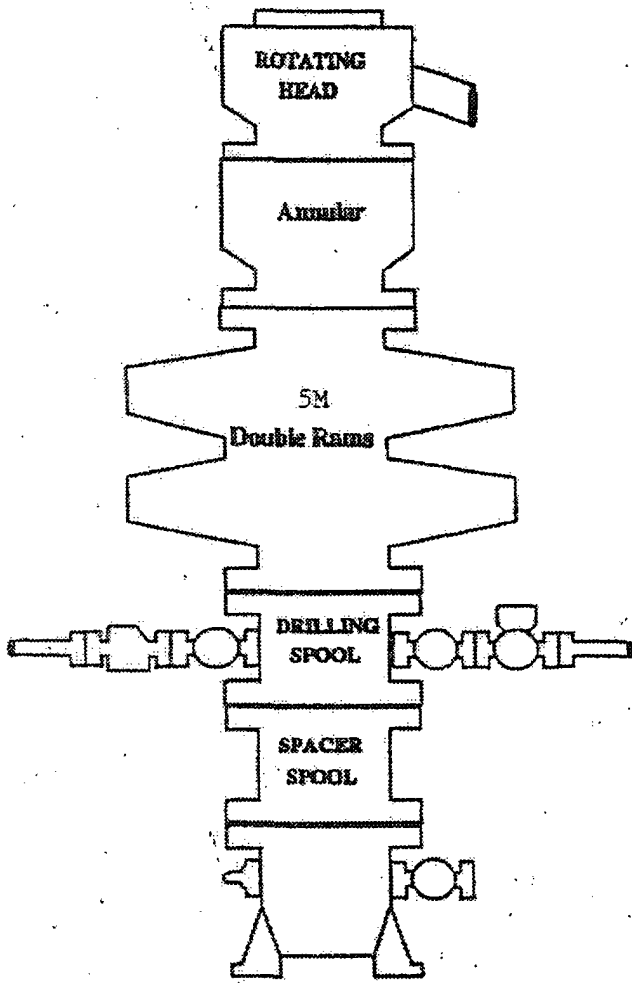 ROTATING
HEAD
Annular
5M
Double Rams
DRILLING
SPOOL
SPACER
SPOOL